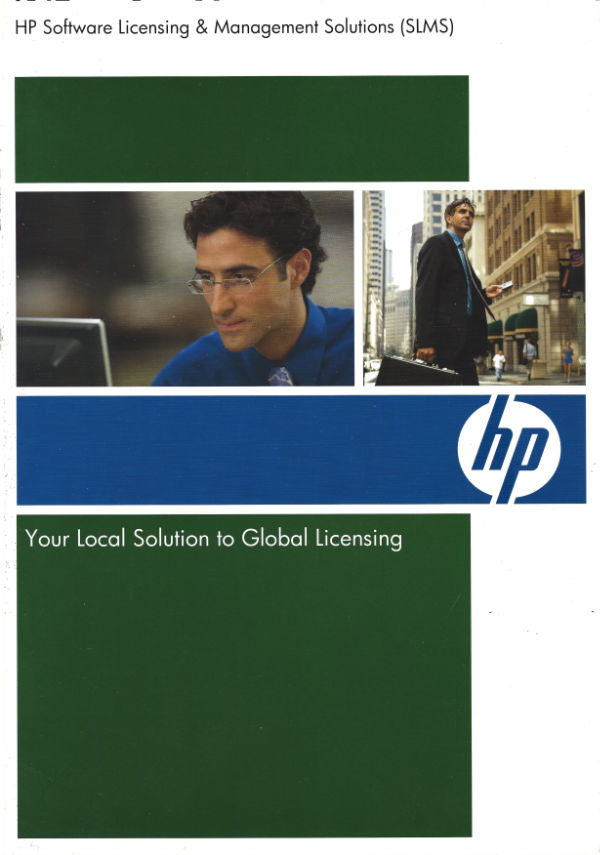 HP Software Licensing & Management Solutions (SLMS)
hp
Your Local Solution to Global Licensing